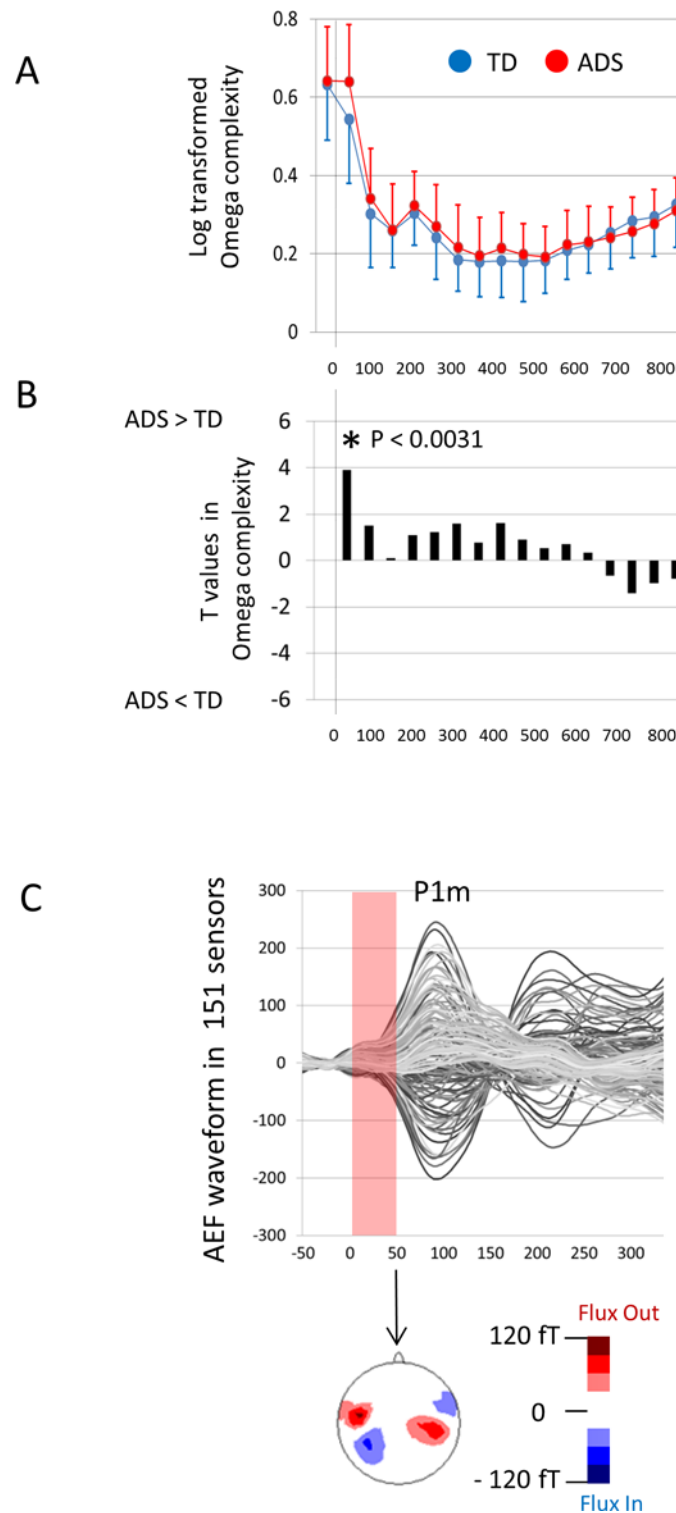 A
Log transformed
Omega complexity
0.8
0.6
0.4
0.2
0
TD ADS
0 100 200 300 400 500 600 700 800
B
ADS > TD
ADS < TD
T values in
Omega complexity
6
4
2
0
-2
-4
-6
* P < 0.0031
0 100 200 300 400 500 600 700 800
C
AEF waveform in 151 sensors
P1m
300
200
100
0
-100
-200
-300
-50 0 50 100 150 200 250 300
Flux Out
120 fT
0
- 120 fT
Flux In